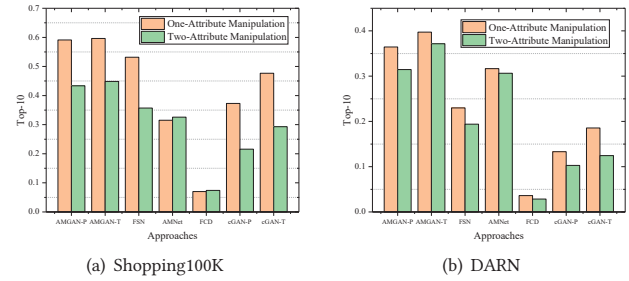 0.7
0.6
0.5
0.4
0.3
0.2
0.1
0.0
Top-10
One-Attribute Manipulation
Two-Attribute Manipulation
AMGAN-P AMGAN-T FSN AMNet FCD cGAN-P cGAN-T
Approaches
(a) Shopping100K
0.4
0.3
0.2
0.1
0.0
Top-10
One-Attribute Manipulation
Two-Attribute Manipulation
AMGAN-P AMGAN-T FSN AMNet FCD cGAN-P cGAN-T
Approaches
(b) DARN